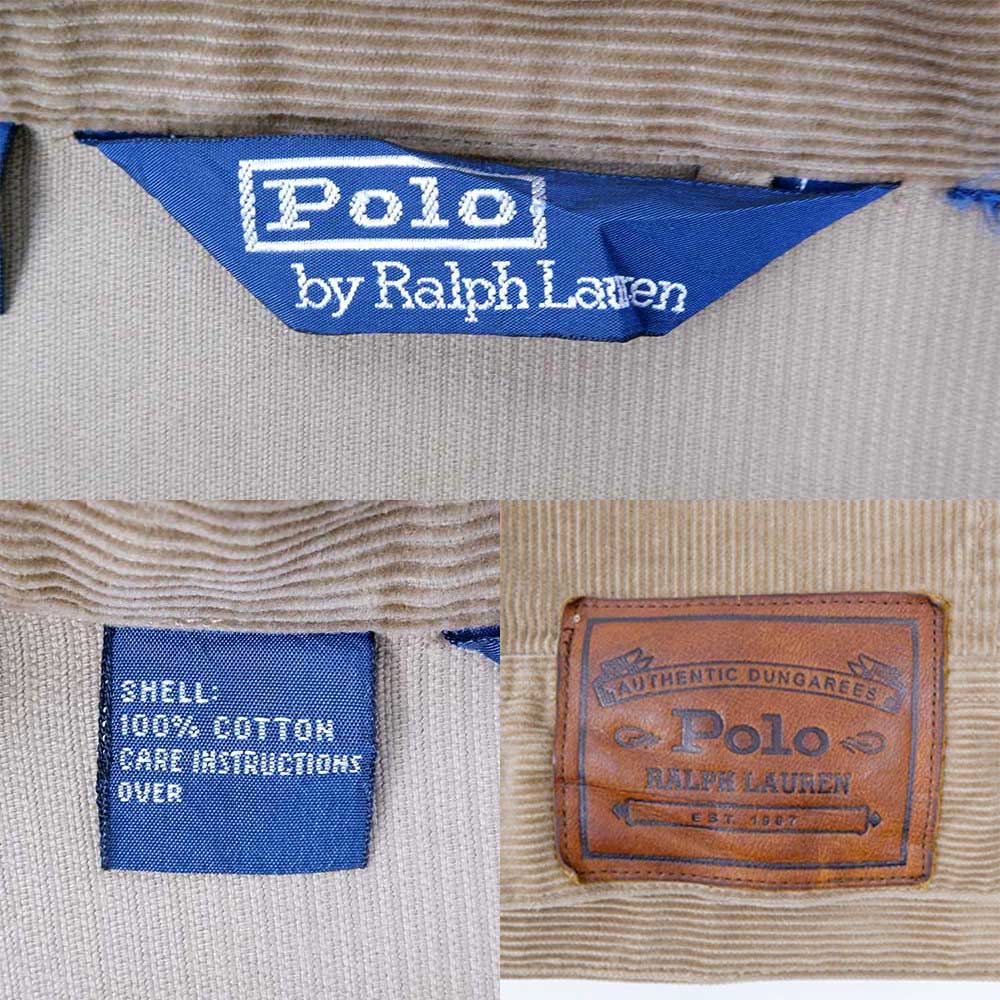 Polo
by Ralph Lauren
SHELL:
100% COTTON
CARE INSTRUCTIONS
OVER
AUTHENTIC DUNGAREES
Polo
RALPH LAUREN
EST. 1967